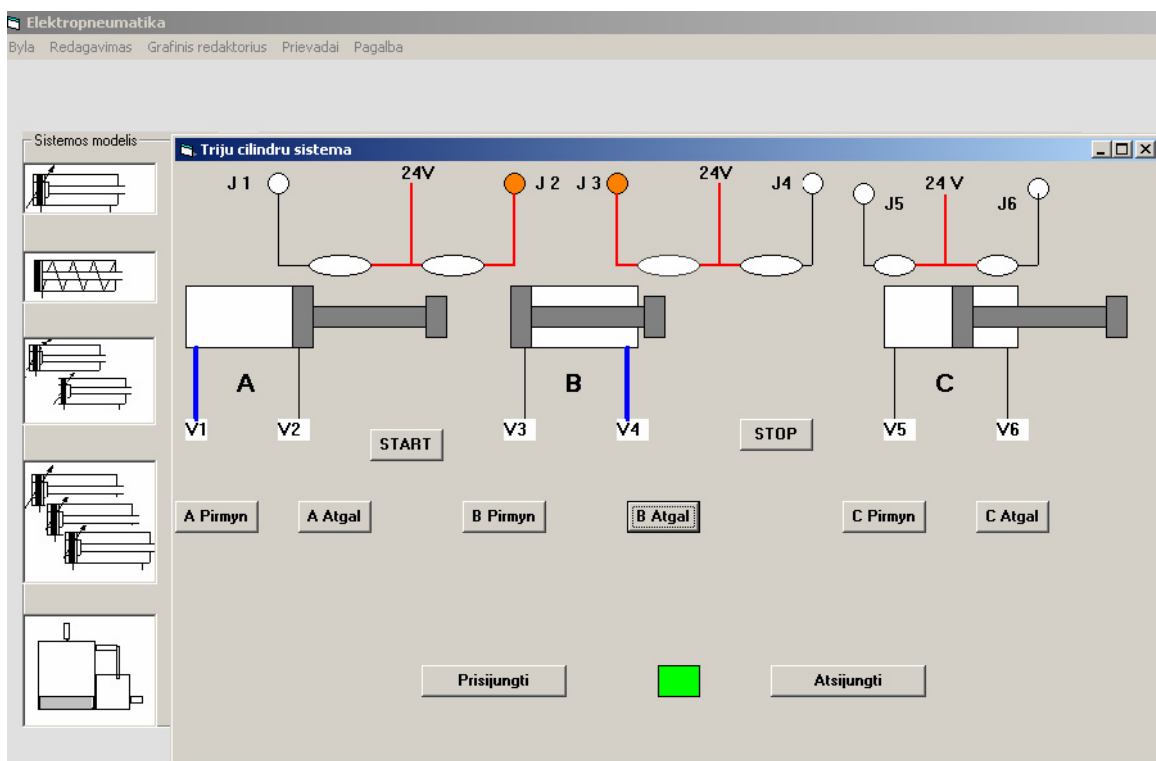 Elektropneumatika
Byla Redagavimas Grafinis redaktorius Prievadai Pagalba
Sistemos modelis
Triju cilindru sistema
J 1 24V J 2 J 3 24V J4 J5 24 V J6
A B C
V1 V2 V3 V4 V5 V6
START STOP
A Pirmyn A Atgal B Pirmyn B Atgal C Pirmyn C Atgal
Prisijungti Atsijungti